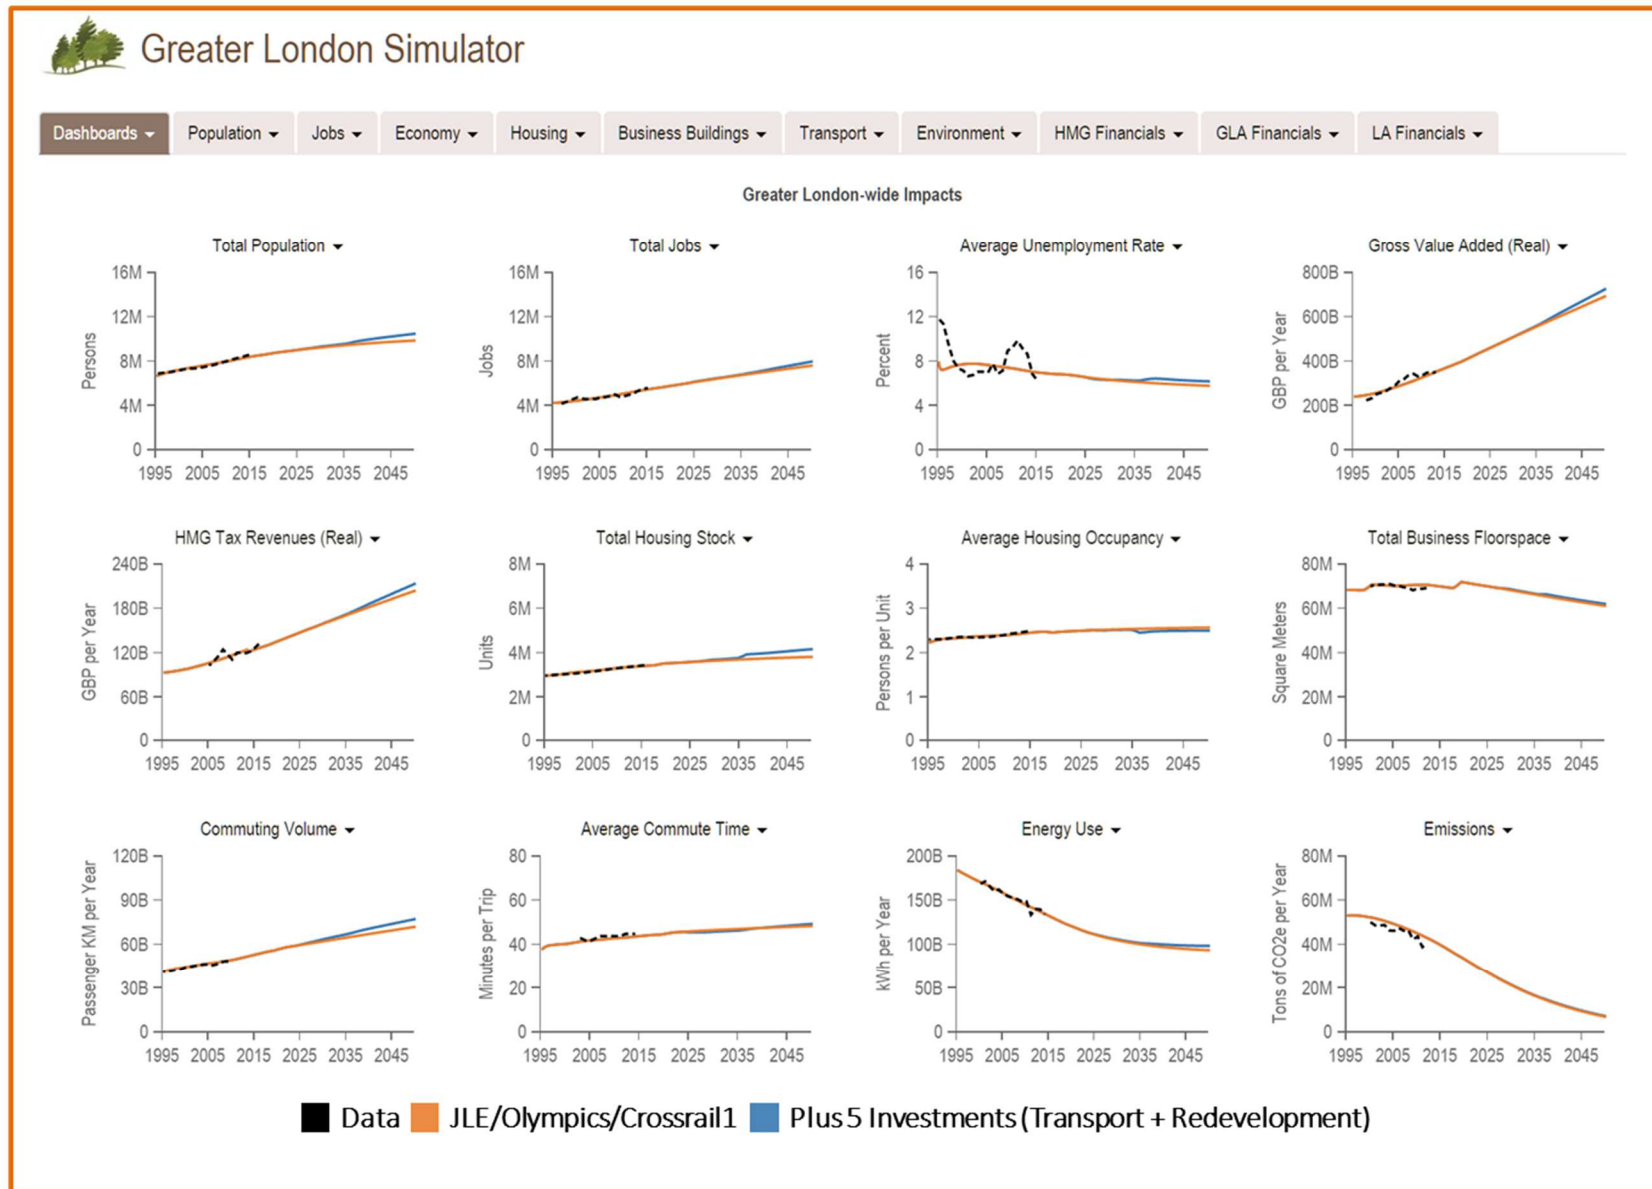 Greater London Simulator
Dashboards Population Jobs Economy Housing Business Buildings Transport Environment HMG Financials GLA Financials LA Financials
Greater London-wide Impacts
Total Population Total Jobs Average Unemployment Rate Gross Value Added (Real)
16M 16M 16 800B
12M 12M 12 600B
8M 8M 8 400B
4M 4M 4 200B
0 0 0 0
Persons Jobs Percent GBP per Year
1995 2005 2015 2025 2035 2045 1995 2005 2015 2025 2035 2045 1995 2005 2015 2025 2035 2045 1995 2005 2015 2025 2035 2045
HMG Tax Revenues (Real) Total Housing Stock Average Housing Occupancy Total Business Floorspace
240B 8M 4 80M
180B 6M 3 60M
120B 4M 2 40M
60B 2M 1 20M
0 0 0 0
GBP per Year Units Persons per Unit Square Meters
1995 2005 2015 2025 2035 2045 1995 2005 2015 2025 2035 2045 1995 2005 2015 2025 2035 2045 1995 2005 2015 2025 2035 2045
Commuting Volume Average Commute Time Energy Use Emissions
120B 80 200B 80M
90B 60 150B 60M
60B 40 100B 40M
30B 20 50B 20M
0 0 0 0
Passenger KM per Year Minutes per Trip kWh per Year Tons of CO2e per Year
1995 2005 2015 2025 2035 2045 1995 2005 2015 2025 2035 2045 1995 2005 2015 2025 2035 2045 1995 2005 2015 2025 2035 2045
Data JLE/Olympics/Crossrail1 Plus 5 Investments (Transport + Redevelopment)